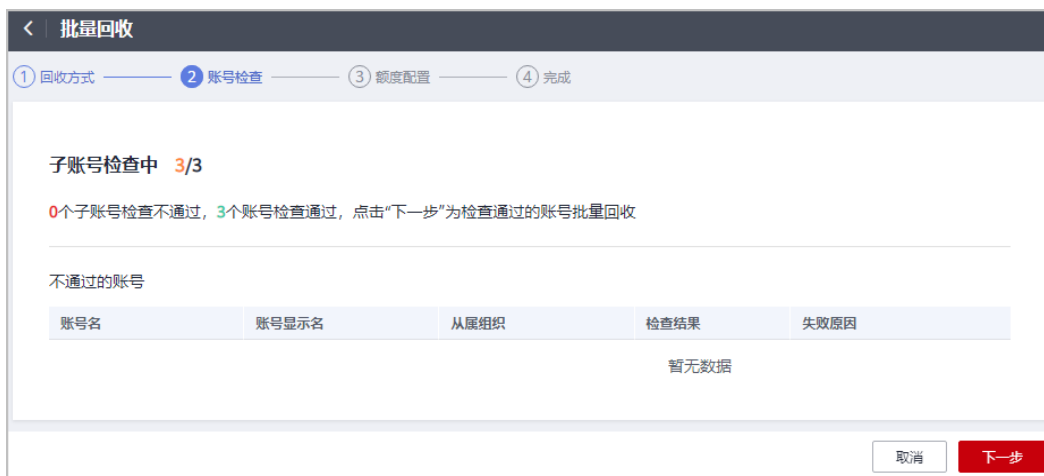 批量回收
1 回收方式 2 账号检查 3 额度配置 4 完成
子账号检查中 3/3
0个子账号检查不通过，3个账号检查通过，点击“下一步”为检查通过的账号批量回收
不通过的账号
账号名 账号显示名 从属组织 检查结果 失败原因
暂无数据
取消 下一步